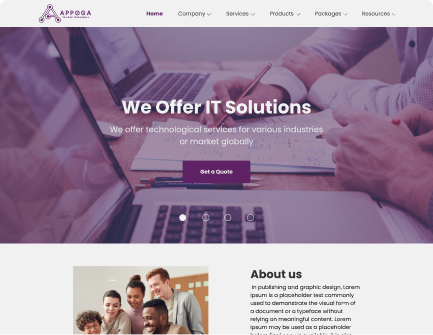 APPOGA
Home
Company
Services
Products
Packages
Resources
We Offer IT Solutions
We offer technological services for various industries
or market globally
Get a Quote
About us
In publishing and graphic design, Lorem
ipsum is a placeholder text commonly
used to demonstrate the visual form of
a document or a typeface without
relying on meaningful content. Lorem
ipsum may be used as a placeholder